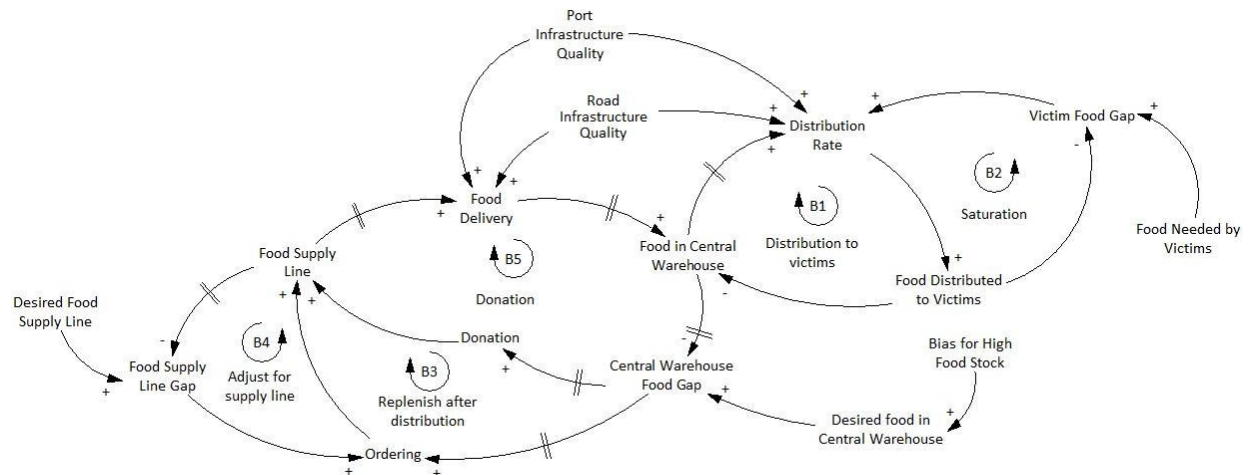 Port
Infrastructure
Quality
Road
Infrastructure
Quality
+
+
+
+
Distribution
Rate
+
Victim Food Gap
+
-
B2
Saturation
+
+
Food
Delivery
+
B1
Distribution to
victims
Food Needed by
Victims
Food Supply
Line
+
+
B5
Donation
+
Food in Central
Warehouse
-
+
Food Distributed
to Victims
Desired Food
Supply Line
-
+
Food Supply
Line Gap
B4
Adjust for
supply line
Donation
+
B3
Replenish after
distribution
-
Central Warehouse
Food Gap
+
Bias for High
Food Stock
+
Desired food in
Central Warehouse
Ordering
+
+